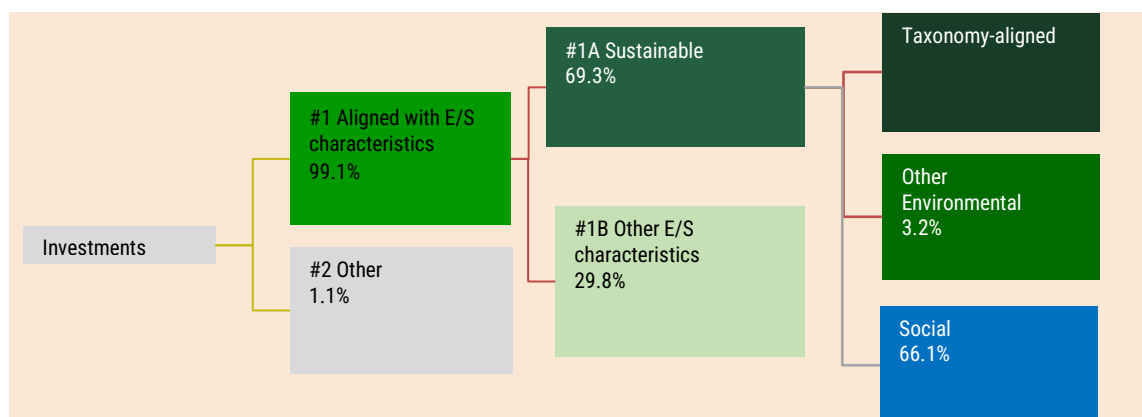 Investments
#1 Aligned with E/S
characteristics
99.1%
#2 Other
1.1%
#1A Sustainable
69.3%
#1B Other E/S
characteristics
29.8%
Taxonomy-aligned
Other
Environmental
3.2%
Social
66.1%